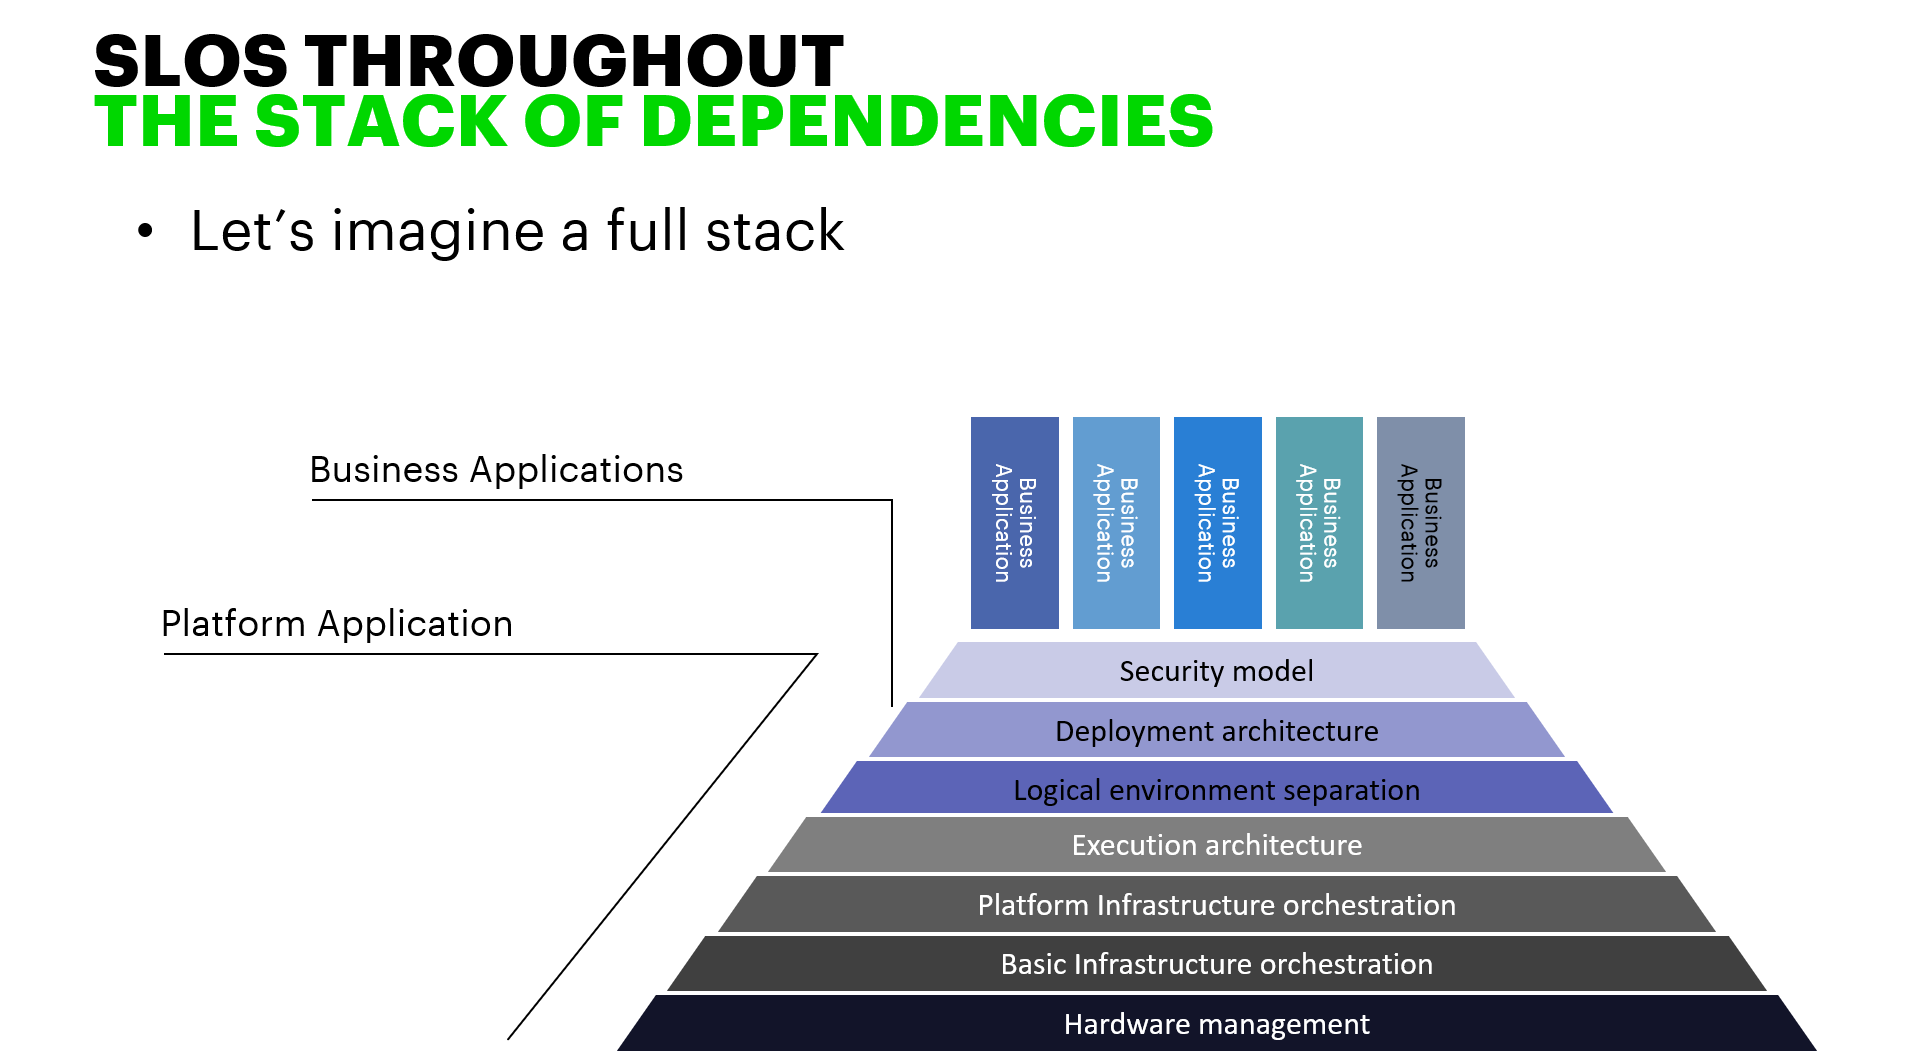 SLOS THROUGHOUT
THE STACK OF DEPENDENCIES
• Let′s imagine a full stack
Business Applications
Platform Application
Business
Application
Business
Application
Business
Application
Business
Application
Business
Application
Security model
Deployment architecture
Logical environment separation
Execution architecture
Platform Infrastructure orchestration
Basic Infrastructure orchestration
Hardware management